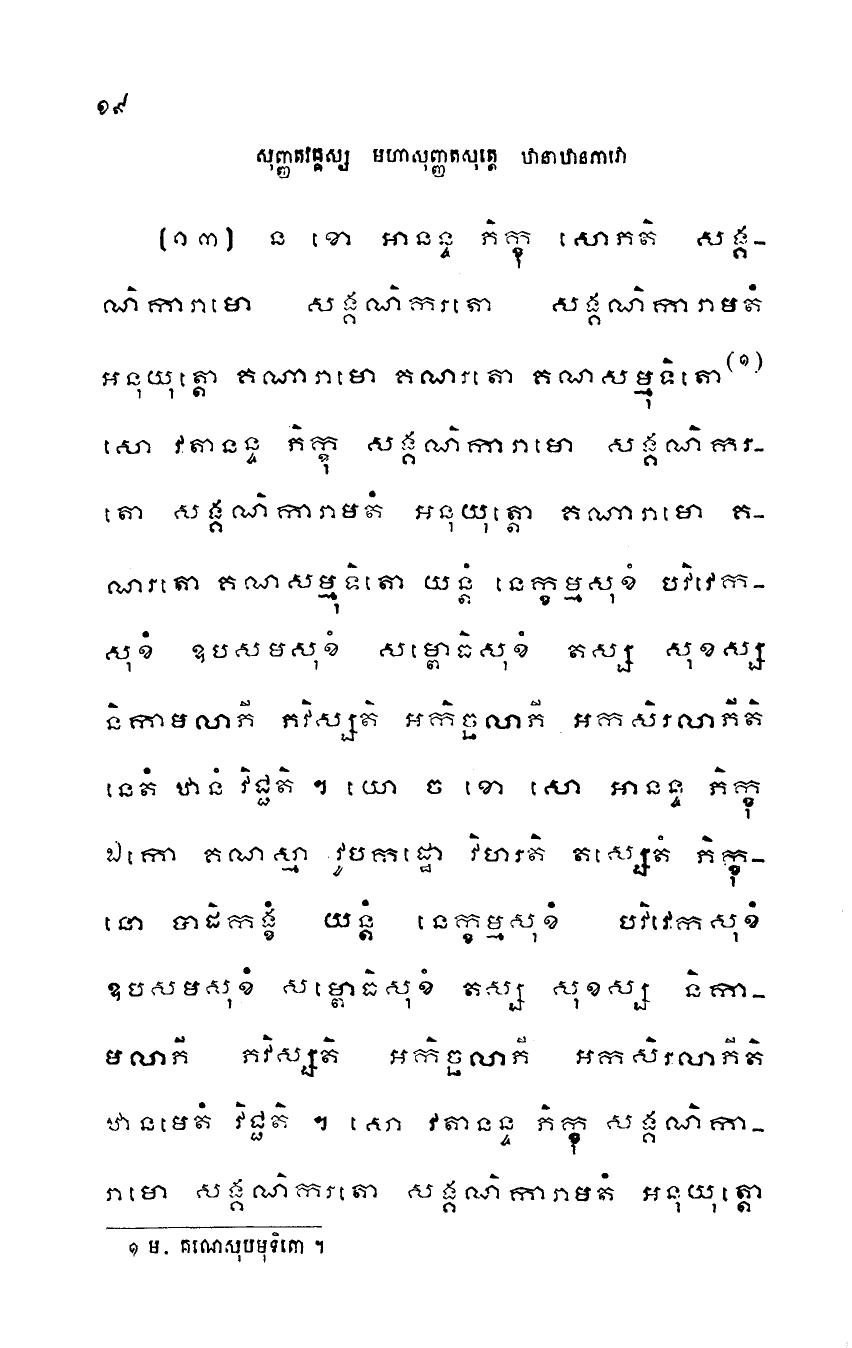 ១៩
សុញ្ញតវគ្គស្ស មហាសុញ្ញតសុត្តេ ឋានាឋានភាវោ
(១៣) ន ខោ អានន្ទ ភិក្ខុ សោភតិ សង្គ-
ណិការាមោ សង្គណិករតោ សង្គណិការាមតំ
អនុយុត្តោ គណារាមោ គណរតោ គណសម្មុទិតោ(១)
សោ វតានន្ទ ភិក្ខុ សង្គណិការាមោ សង្គណិករ-
តោ សង្គណិការាមតំ អនុយុត្តោ គណារាមោ គ-
ណរតោ គណសម្មុទិតោ យន្តំ នេក្ខម្មសុខំ បវិវេក-
សុខំ ឧបសមសុខំ សម្ពោធិសុខំ តស្ស សុខស្ស
និកាមលាភី ភវិស្សតិ អកិច្ឆលាភី អកសិរលាភីតិ
នេតំ ឋានំ វិជ្ជតិ ។ យោ ច ខោ សោ អានន្ទ ភិក្ខុ
ឯកោ គណស្មា វូបកដ្ឋោ វិហរតិ តស្សេតំ ភិក្ខុ-
នោ បាដិកង្ខំ យន្តំ នេក្ខម្មសុខំ បវិវេកសុខំ
ឧបសមសុខំ សម្ពោធិសុខំ តស្ស សុខស្ស និកា-
មលាភី ភវិស្សតិ អកិច្ឆលាភី អកសិរលាភីតិ
ឋានមេតំ វិជ្ជតិ ។ សោ វតានន្ទ ភិក្ខុ សង្គណិកា-
រាមោ សង្គណិករតោ សង្គណិការាមតំ អនុយុត្តោ
១ ម. គណេសុបមុទិតោ ។